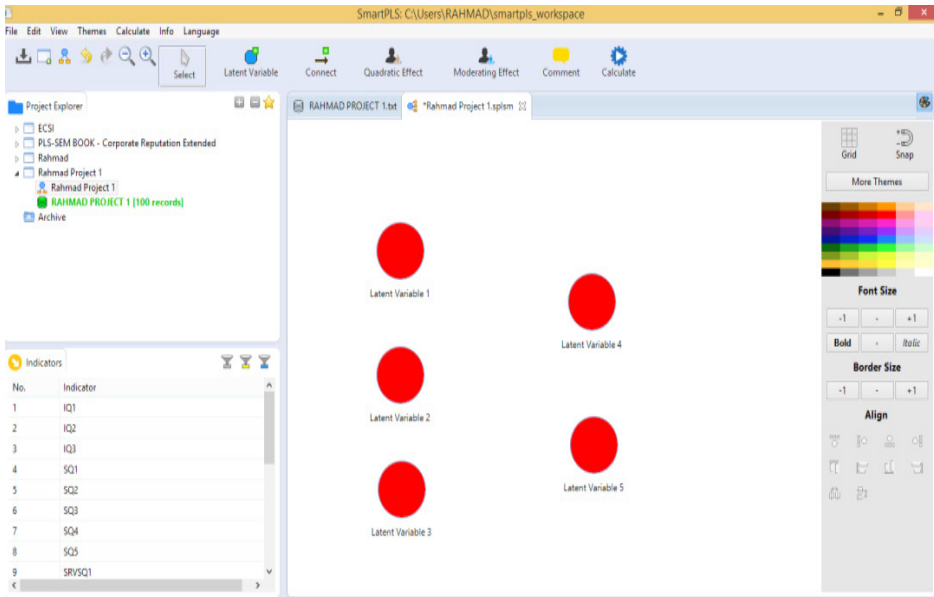 SmartPLS: C:\Users\RAHMAD\smartpls_workspace
File Edit View Themes Calculate Info Language
Select
Latent Variable
Connect
Quadratic Effect
Moderating Effect
Comment
Calculate
Project Explorer
ECSI
PLS-SEM BOOK - Corporate Reputation Extended
Rahmad
Rahmad Project 1
Rahmad Project 1
RAHMAD PROJECT 1 [100 records]
Archive
Indicators
No. Indicator
1 IQ1
2 IQ2
3 IQ3
4 SQ1
5 SQ2
6 SQ3
7 SQ4
8 SQ5
9 SRVSQ1
RAHMAD PROJECT 1.txt *Rahmad Project 1.splsm
Latent Variable 1
Latent Variable 4
Latent Variable 2
Latent Variable 5
Latent Variable 3
Grid Snap
More Themes
Font Size
-1 - +1
Bold - Italic
Border Size
-1 - +1
Align